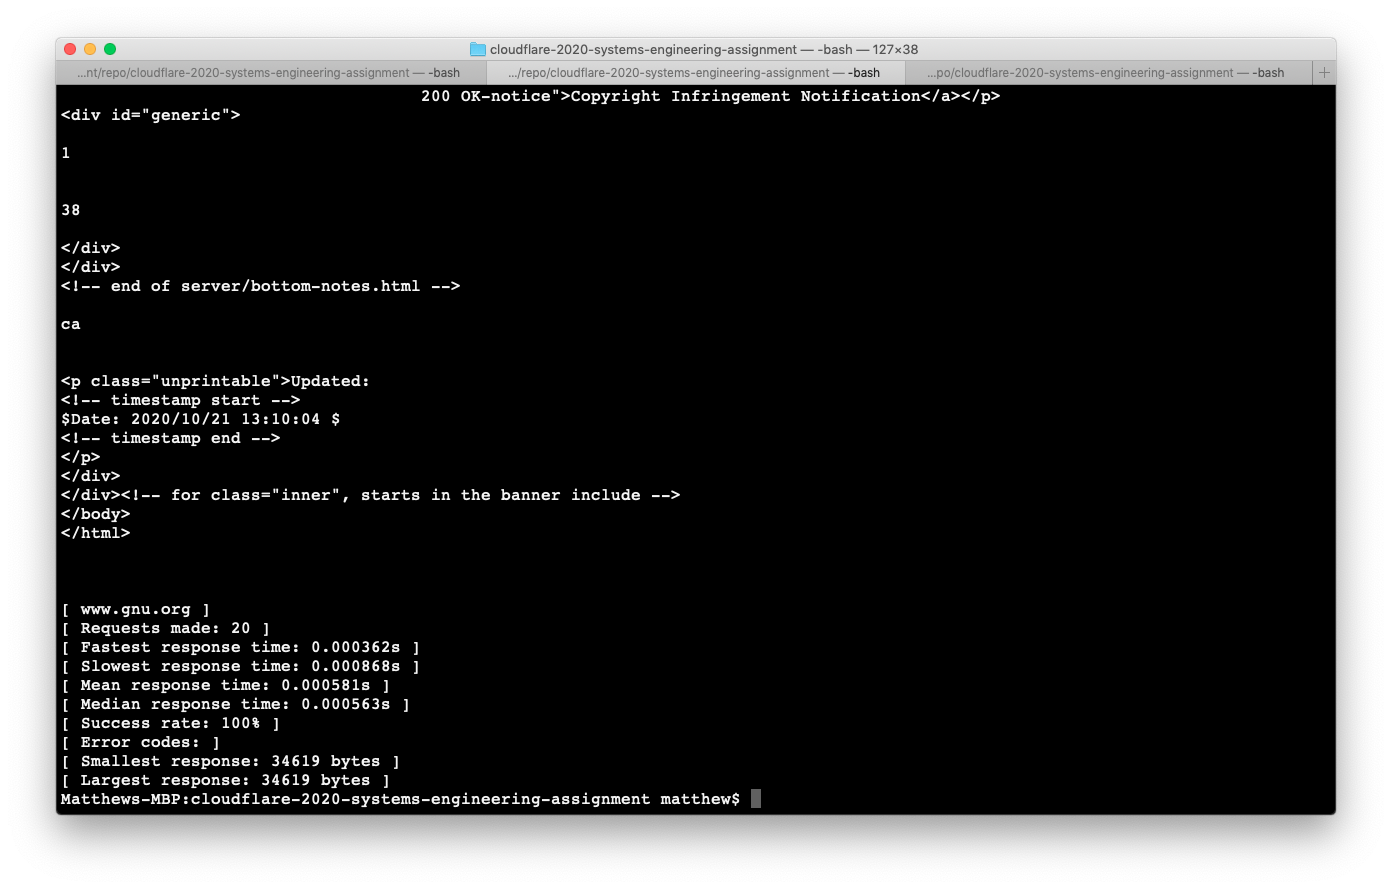 cloudflare-2020-systems-engineering-assignment — -bash — 127×38
...nt/repo/cloudflare-2020-systems-engineering-assignment — -bash
.../repo/cloudflare-2020-systems-engineering-assignment — -bash
...po/cloudflare-2020-systems-engineering-assignment — -bash
200 OK-notice">Copyright Infringement Notification</a></p>
<div id="generic">
1
38
</div>
</div>
<!-- end of server/bottom-notes.html -->
ca
<p class="unprintable">Updated:
<!-- timestamp start -->
$Date: 2020/10/21 13:10:04 $
<!-- timestamp end -->
</p>
</div>
</div><!-- for class="inner", starts in the banner include -->
</body>
</html>
[ www.gnu.org ]
[ Requests made: 20 ]
[ Fastest response time: 0.000362s ]
[ Slowest response time: 0.000868s ]
[ Mean response time: 0.000581s ]
[ Median response time: 0.000563s ]
[ Success rate: 100% ]
[ Error codes: ]
[ Smallest response: 34619 bytes ]
[ Largest response: 34619 bytes ]
Matthews-MBP:cloudflare-2020-systems-engineering-assignment matthew$